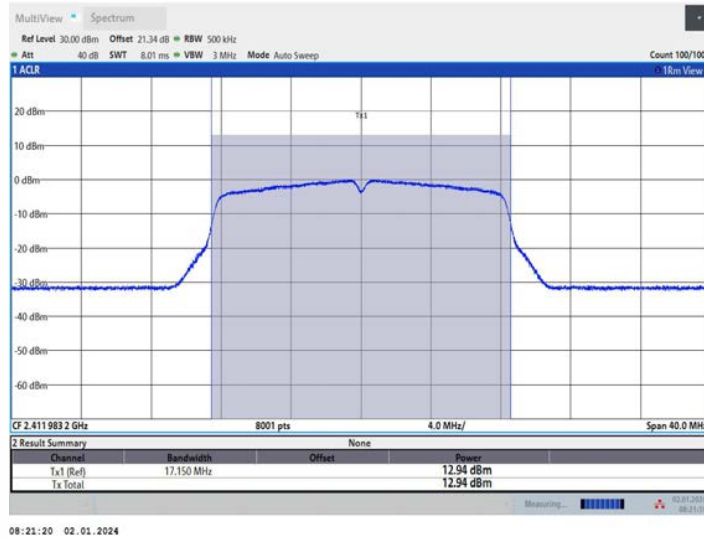 MultiView Spectrum
Ref Level 30.00 dBm Offset 21.34 dB RBW 500 kHz
Att 40 dB SWT 8.01 ms VBW 3 MHz Mode Auto Sweep Count 100/100
1 ACLR 1Rm View
Tx1
20 dBm
10 dBm
0 dBm
-10 dBm
-20 dBm
-30 dBm
-40 dBm
-50 dBm
-60 dBm
CF 2.411 983 2 GHz 8001 pts 4.0 MHz/ Span 40.0 MHz
2 Result Summary None
Channel Bandwidth Offset Power
Tx1 (Ref) 17.150 MHz 12.94 dBm
Tx Total 12.94 dBm
Measuring...
08:21:20 02.01.2024